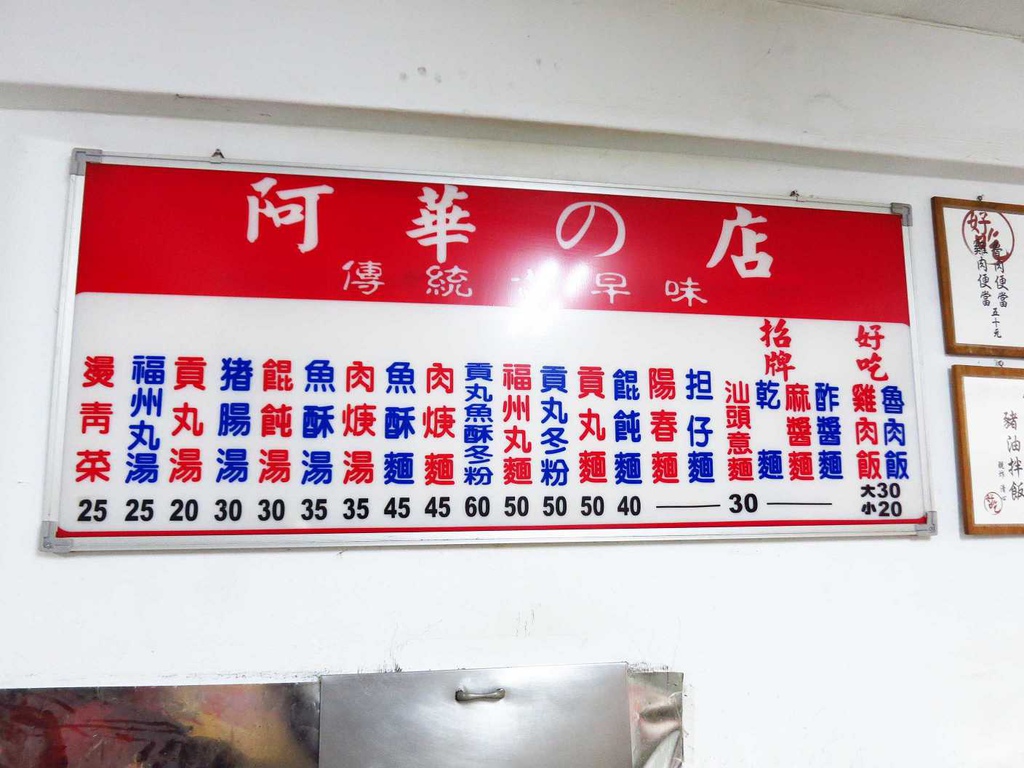 阿華の店
傳統古早味
好吃
魯肉飯
雞肉飯
大30
小20
招牌
酢醬麵
麻醬麵
乾麵
汕頭意麵
担仔麵
陽春麵
30
餛飩麵
40
貢丸麵
50
貢丸冬粉
50
福州丸麵
50
貢丸魚酥冬粉
60
肉焿麵
45
魚酥麵
45
肉焿湯
35
魚酥湯
35
餛飩湯
30
猪腸湯
30
貢丸湯
20
福州丸湯
25
燙青菜
25
好吃
魯肉便當
雞肉便當
五十元
豬油拌飯